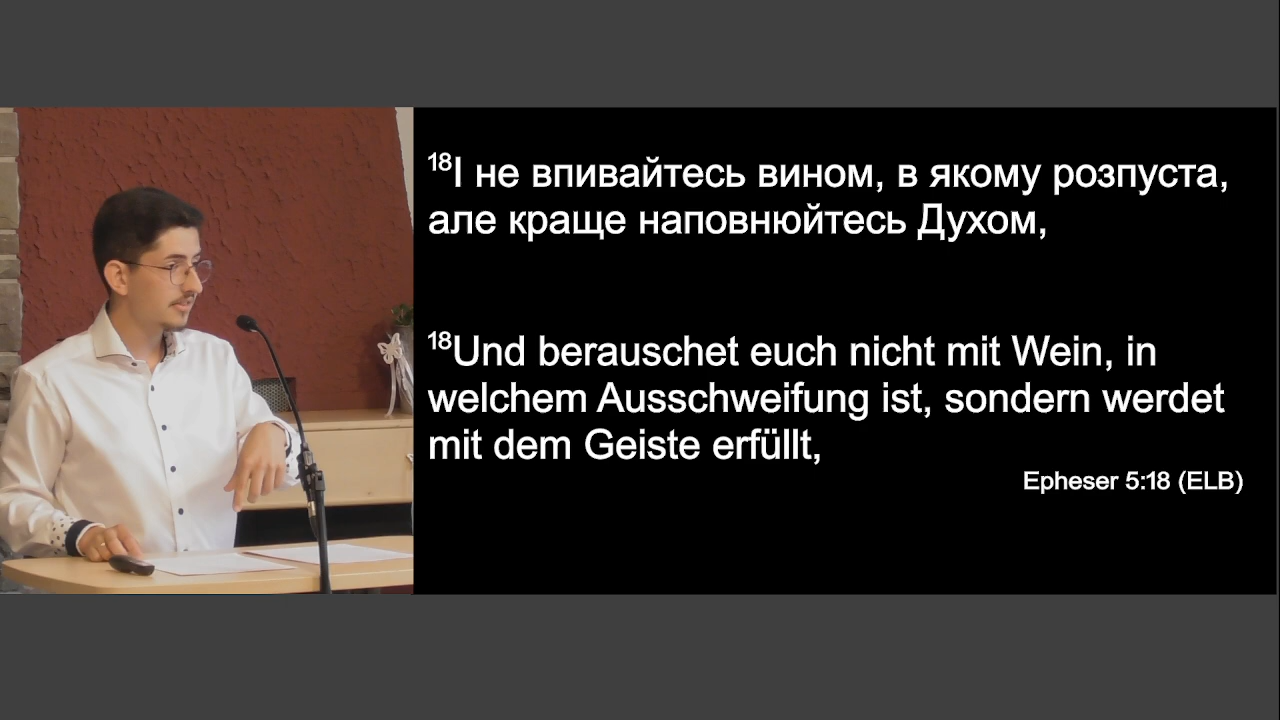 18І не впивайтесь вином, в якому розпуста,
але краще наповнюйтесь Духом,
18Und berauschet euch nicht mit Wein, in
welchem Ausschweifung ist, sondern werdet
mit dem Geiste erfüllt,
Epheser 5:18 (ELB)